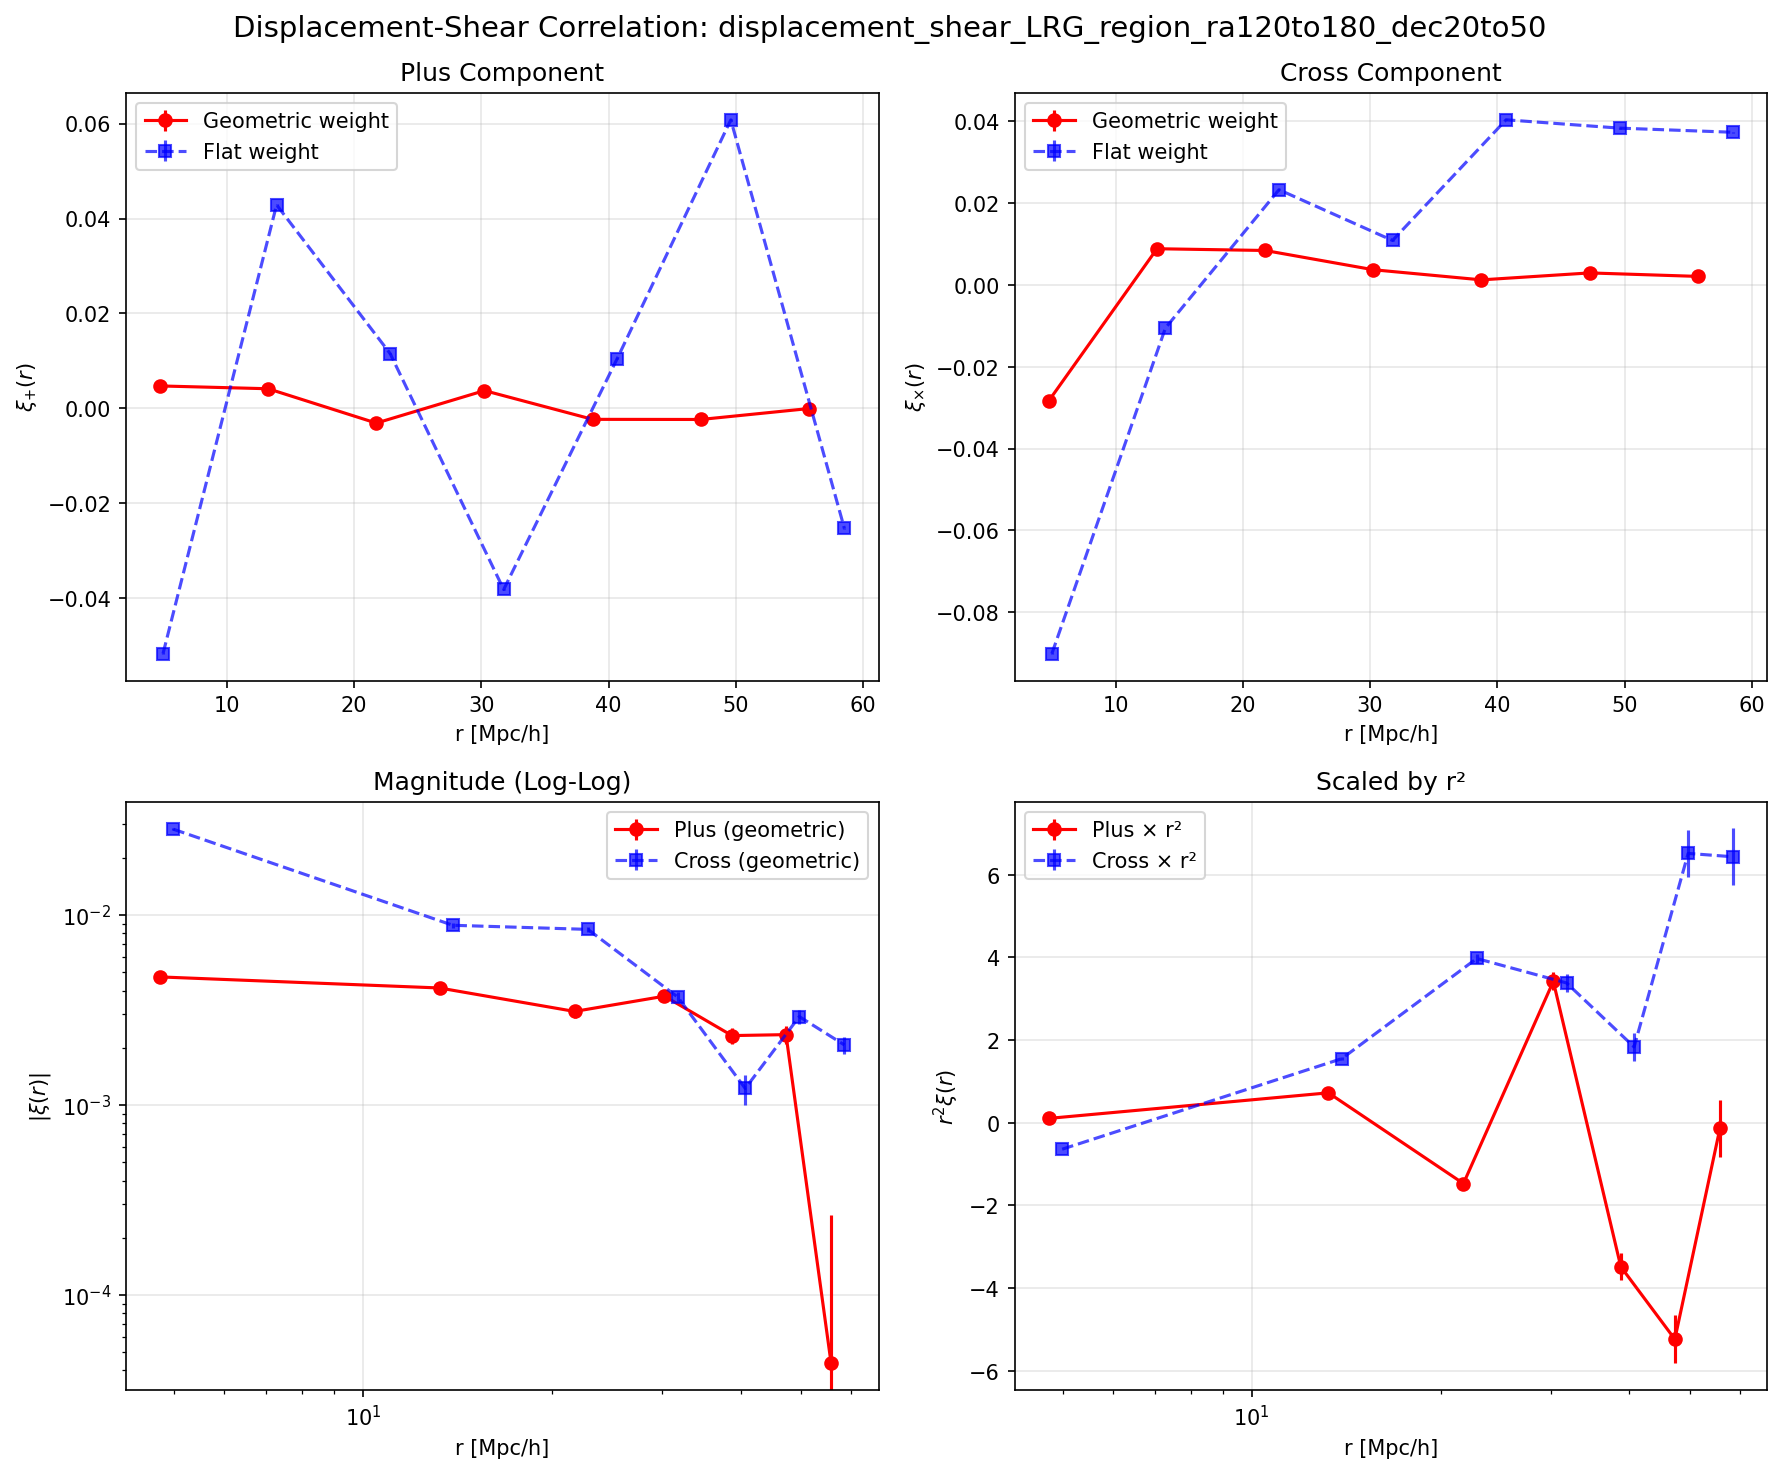 Displacement-Shear Correlation: displacement_shear_LRG_region_ra120to180_dec20to50
Plus Component
Geometric weight
Flat weight
0.06
0.04
0.02
0.00
−0.02
−0.04
ξ₊(r)
10 20 30 40 50 60
r [Mpc/h]
Cross Component
Geometric weight
Flat weight
0.04
0.02
0.00
−0.02
−0.04
−0.06
−0.08
ξ×(r)
10 20 30 40 50 60
r [Mpc/h]
Magnitude (Log-Log)
Plus (geometric)
Cross (geometric)
10⁻²
10⁻³
10⁻⁴
|ξ(r)|
10¹
r [Mpc/h]
Scaled by r²
Plus × r²
Cross × r²
6
4
2
0
−2
−4
−6
r²ξ(r)
10¹
r [Mpc/h]